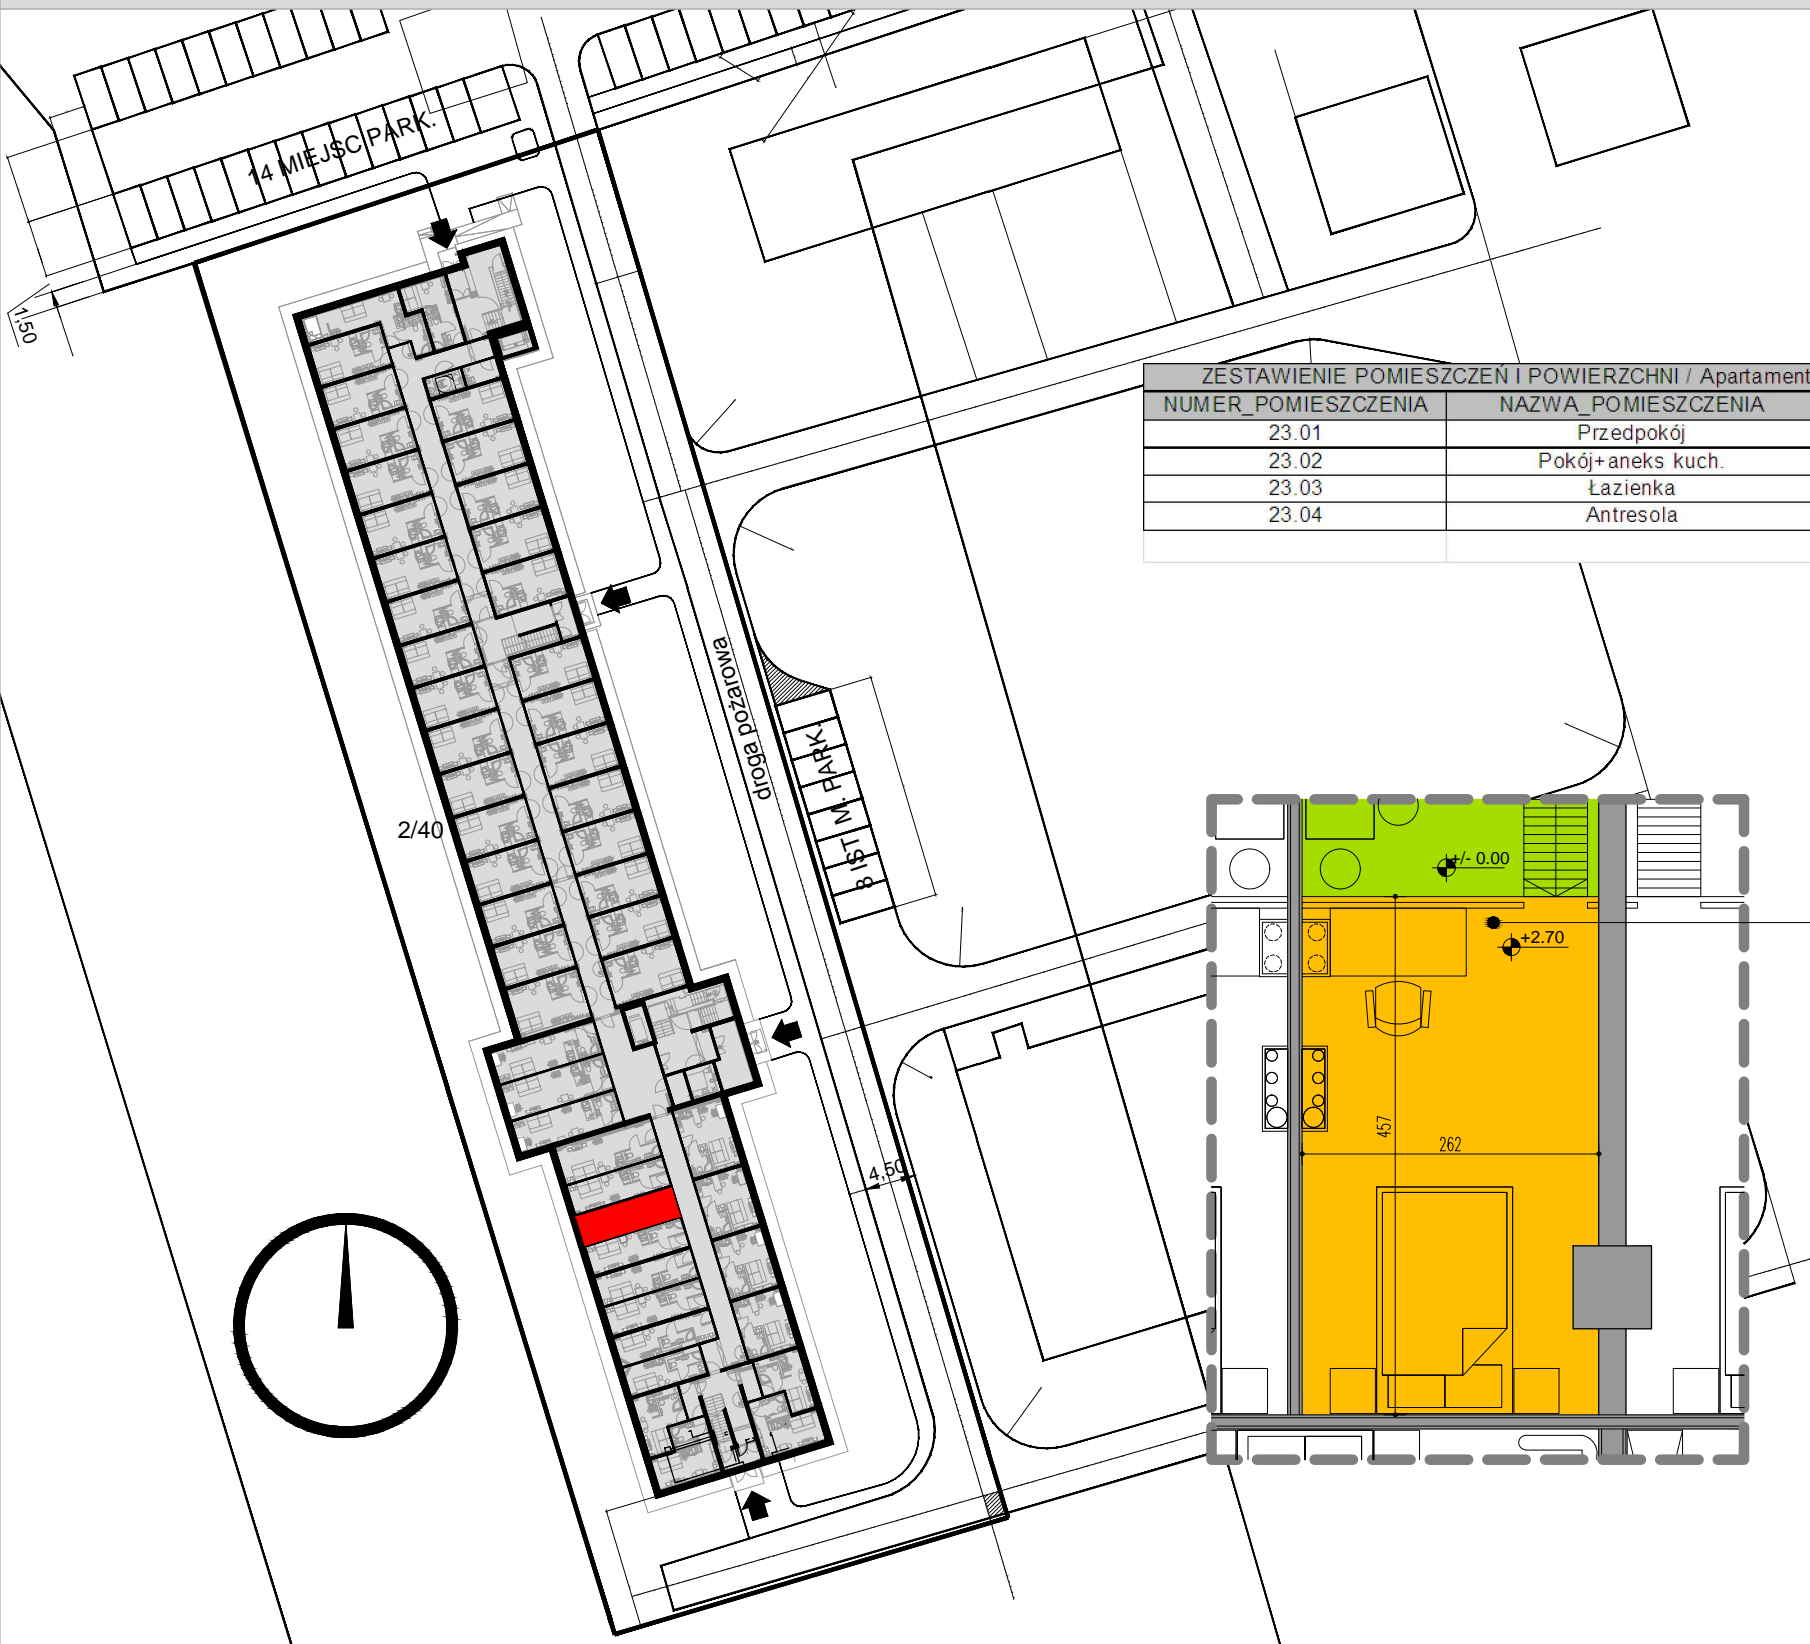 14 MIEJSC PARK.
1,50
ZESTAWIENIE POMIESZCZEŃ I POWIERZCHNI / Apartament
NUMER_POMIESZCZENIA NAZWA_POMIESZCZENIA
23.01 Przedpokój
23.02 Pokój+aneks kuch.
23.03 Łazienka
23.04 Antresola
droga pożarowa
8 IST M. PARK.
2/40
+/- 0.00
+2.70
457
262
4,50